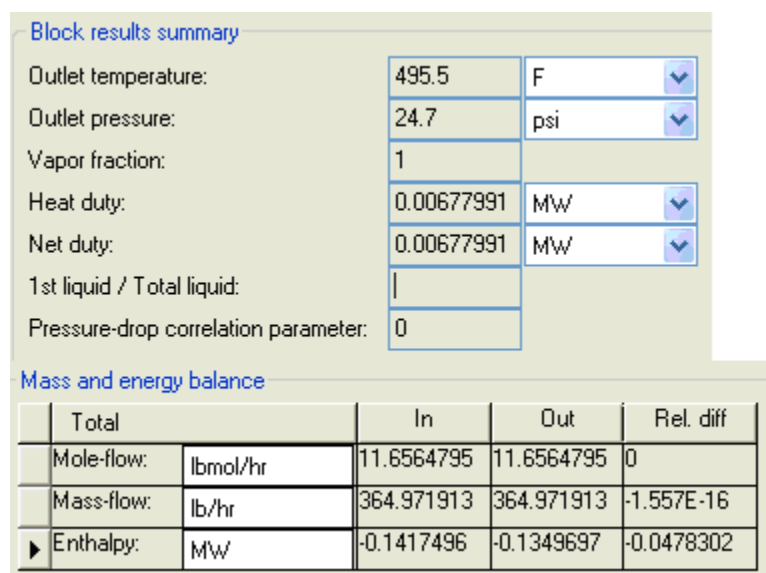 Block results summary
Outlet temperature: 495.5 F
Outlet pressure: 24.7 psi
Vapor fraction: 1
Heat duty: 0.00677991 MW
Net duty: 0.00677991 MW
1st liquid / Total liquid:
Pressure-drop correlation parameter: 0
Mass and energy balance
Total In Out Rel. diff
Mole-flow: lbmol/hr 11.6564795 11.6564795 0
Mass-flow: lb/hr 364.971913 364.971913 -1.557E-16
Enthalpy: MW -0.1417496 -0.1349697 -0.0478302